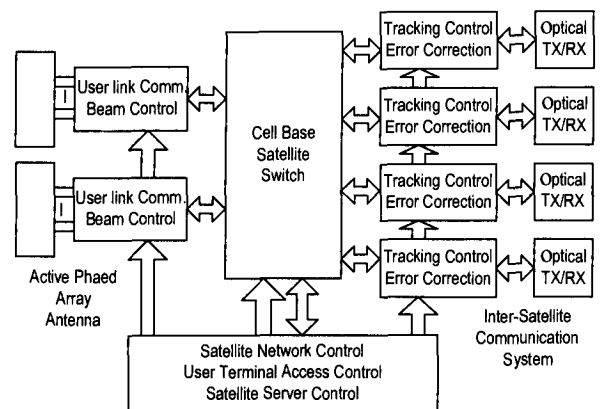 User link Comm.
Beam Control
User link Comm.
Beam Control
Active Phaed
Array
Antenna
Cell Base
Satellite
Switch
Tracking Control
Error Correction
Optical
TX/RX
Tracking Control
Error Correction
Optical
TX/RX
Tracking Control
Error Correction
Optical
TX/RX
Tracking Control
Error Correction
Optical
TX/RX
Inter-Satellite
Communication
System
Satellite Network Control
User Terminal Access Control
Satellite Server Control